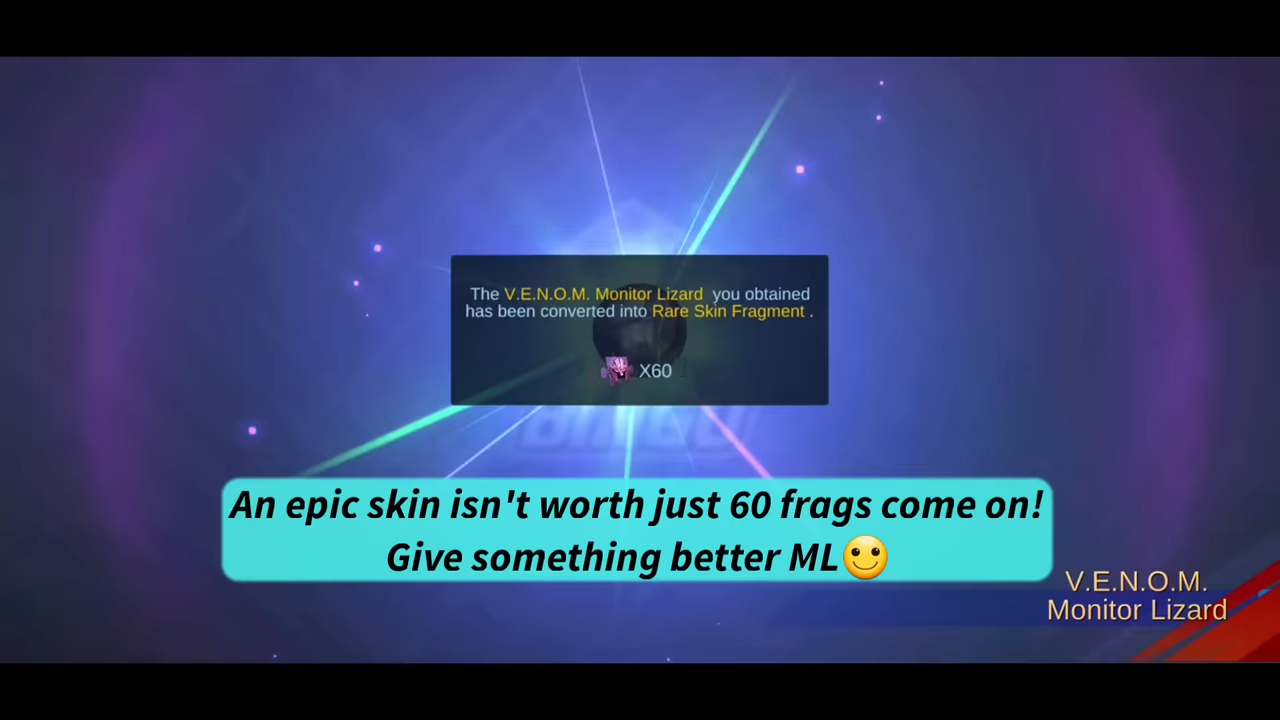 The V.E.N.O.M. Monitor Lizard you obtained
has been converted into Rare Skin Fragment .
X60
An epic skin isn't worth just 60 frags come on!
Give something better ML🙂
V.E.N.O.M.
Monitor Lizard